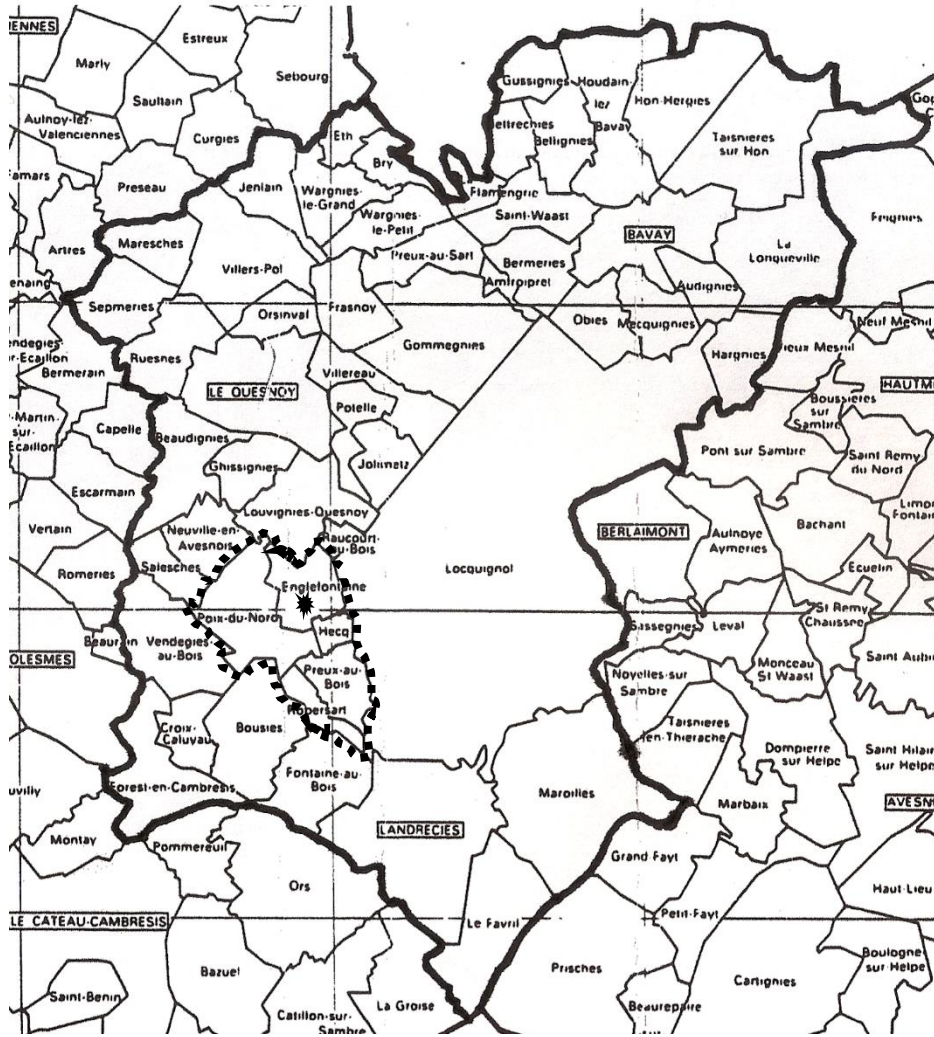 ENNES
Estreux
Marly
Sebourg
Saultain
Gussignies
Houdain-
lez
Bavay
Hon-Hergies
Aulnoy-lez-
Valenciennes
Curgies
Eth
Bellignies
Taisnieres
sur Hon
Bry
Famars
Preseau
Jenlain
Wargnies-
le-Grand
Flamengrie
Wargnies-
le-Petit
Saint-Waast
Feignies
BAVAY
Artres
Maresches
Preux-au-Sart
La
Longueville
Villers-Pol
Bermeries
Amfroipret
Audignies
Sepmeries
Orsinval
Frasnoy
Obies
Mecquignies
Neuf Mesnil
Gommegnies
Ruesnes
Hargnies
Vieux Mesnil
Bermerain
Villereau
HAUTM
LE QUESNOY
Boussieres
sur
Sambre
Potelle
Martin-
sur-
Ecaillon
Capelle
Beaudignies
Pont sur Sambre
Saint Remy
du Nord
Jolimetz
Ghissignies
Escarmain
Louvignies-Quesnoy
Limon
Fontain
Vertain
Neuville-en
Avesnois
Raucourt-
au-Bois
BERLAIMONT
Aulnoye
Aymeries
Bachant
Romeries
Salesches
Locquignol
Ecuelin
Englefontaine
St Remy
Chaussee
Poix-du-Nord
Hecq
Sassegnies
Leval
Beaurain
Vendegies-
au-Bois
OLESMES
Monceau
St Waast
Saint Aubi
Preux-au
Bois
Noyelles-sur
Sambre
Robersart
Croix-
Caluyau
Bousies
Taisnieres
en-Thierache
Dompierre
sur Helpe
Saint Hilair
sur Helpe
Fontaine-au-
Bois
Forest-en-Cambresis
Maroilles
Marbaix
AVESN
Montay
LANDRECIES
Pommereuil
Grand-Fayt
Ors
Haut-Lieu
LE CATEAU-CAMBRESIS
Le Favril
Petit-Fayt
Boulogne
sur-Helpe
Bazuel
Prisches
Cartignies
Saint-Benin
Catillon-sur-
Sambre
La Groise
Beaurepaire